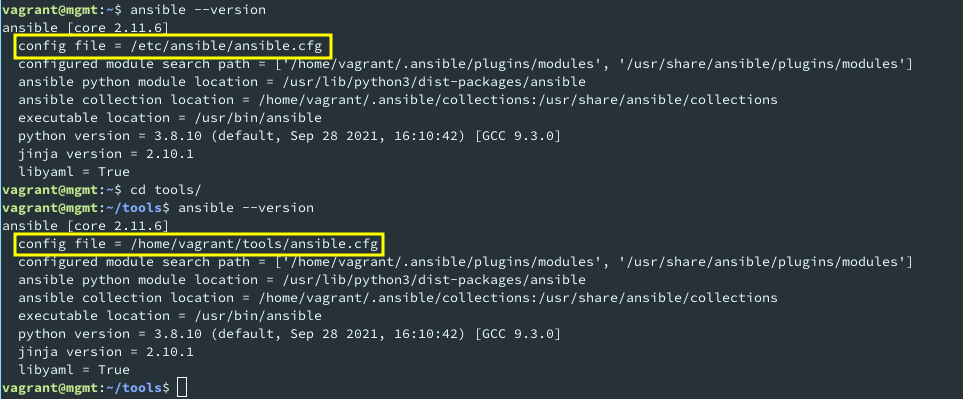 vagrant@mgmt:~$ ansible --version
ansible [core 2.11.6]
  config file = /etc/ansible/ansible.cfg
  configured module search path = ['/home/vagrant/.ansible/plugins/modules', '/usr/share/ansible/plugins/modules']
  ansible python module location = /usr/lib/python3/dist-packages/ansible
  ansible collection location = /home/vagrant/.ansible/collections:/usr/share/ansible/collections
  executable location = /usr/bin/ansible
  python version = 3.8.10 (default, Sep 28 2021, 16:10:42) [GCC 9.3.0]
  jinja version = 2.10.1
  libyaml = True
vagrant@mgmt:~$ cd tools/
vagrant@mgmt:~/tools$ ansible --version
ansible [core 2.11.6]
  config file = /home/vagrant/tools/ansible.cfg
  configured module search path = ['/home/vagrant/.ansible/plugins/modules', '/usr/share/ansible/plugins/modules']
  ansible python module location = /usr/lib/python3/dist-packages/ansible
  ansible collection location = /home/vagrant/.ansible/collections:/usr/share/ansible/collections
  executable location = /usr/bin/ansible
  python version = 3.8.10 (default, Sep 28 2021, 16:10:42) [GCC 9.3.0]
  jinja version = 2.10.1
  libyaml = True
vagrant@mgmt:~/tools$